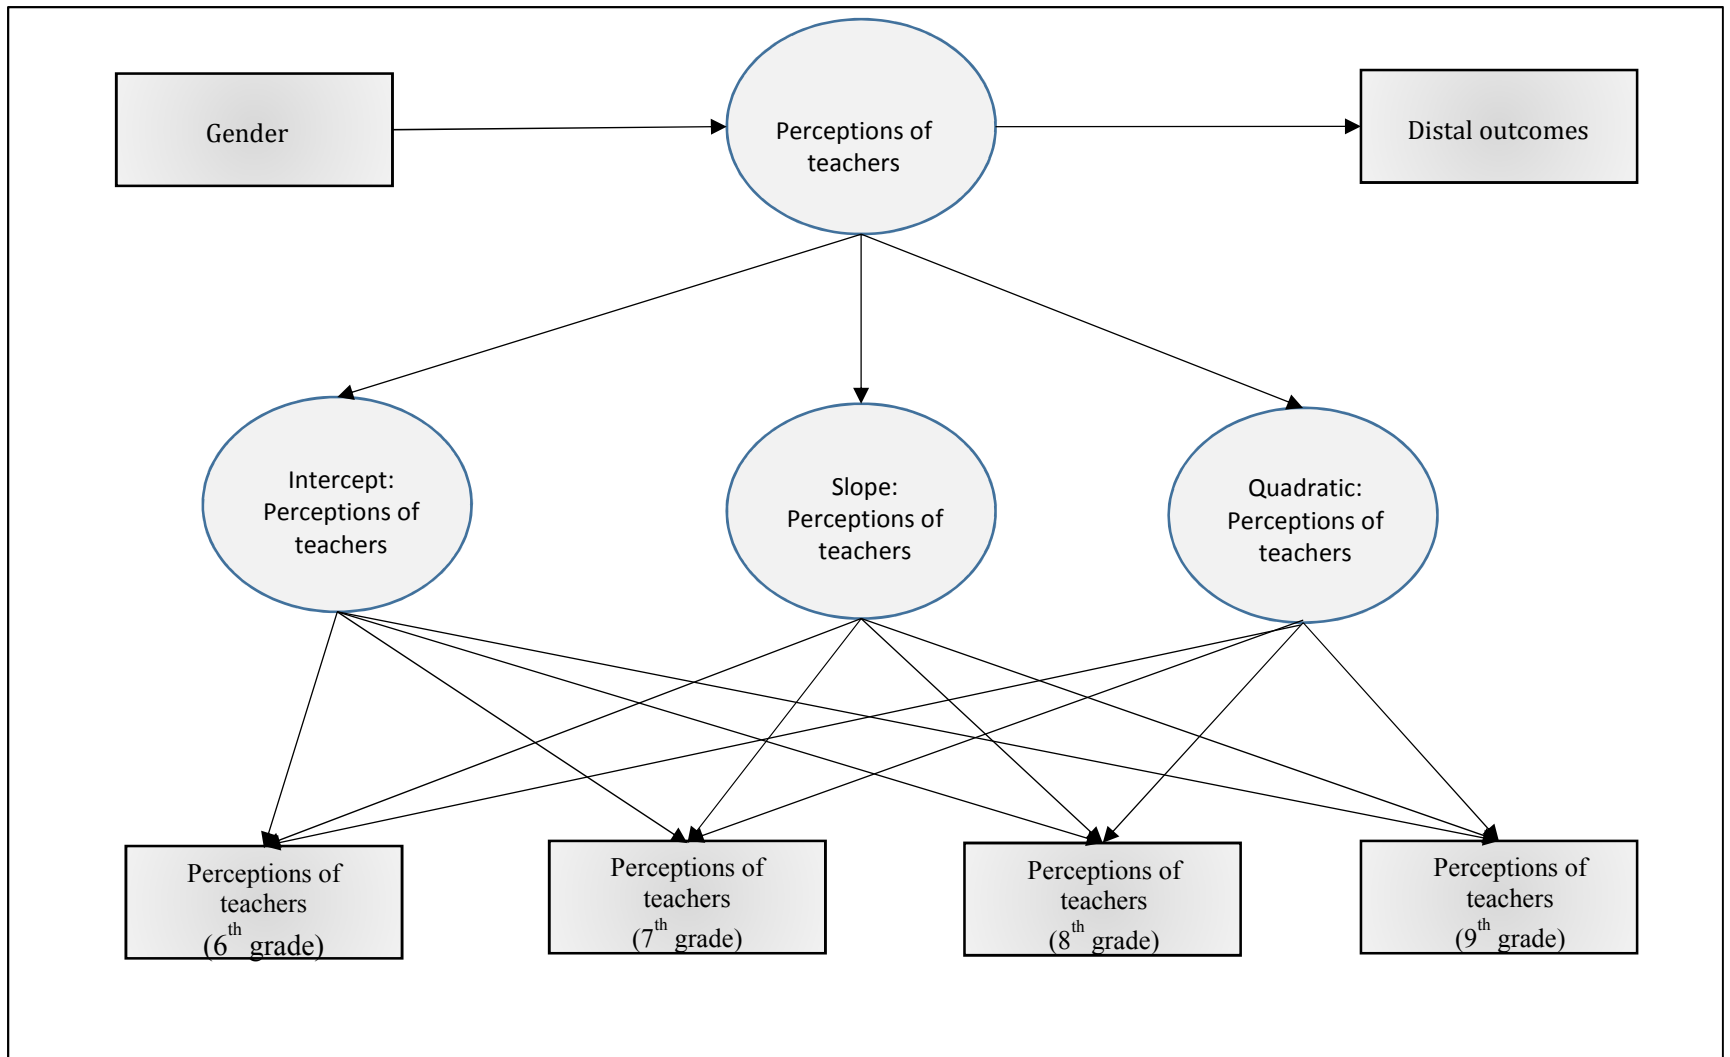 Gender
Perceptions of
teachers
Distal outcomes
Intercept:
Perceptions of
teachers
Slope:
Perceptions of
teachers
Quadratic:
Perceptions of
teachers
Perceptions of
teachers
(6th grade)
Perceptions of
teachers
(7th grade)
Perceptions of
teachers
(8th grade)
Perceptions of
teachers
(9th grade)